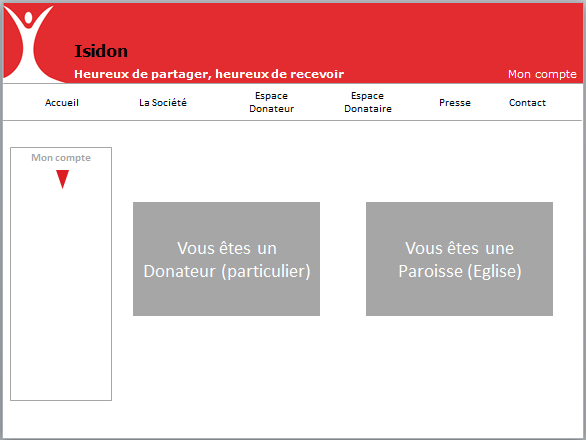 Isidon
Heureux de partager, heureux de recevoir
Mon compte
Accueil
La Société
Espace
Donateur
Espace
Donataire
Presse
Contact
Mon compte
Vous êtes un
Donateur (particulier)
Vous êtes une
Paroisse (Eglise)